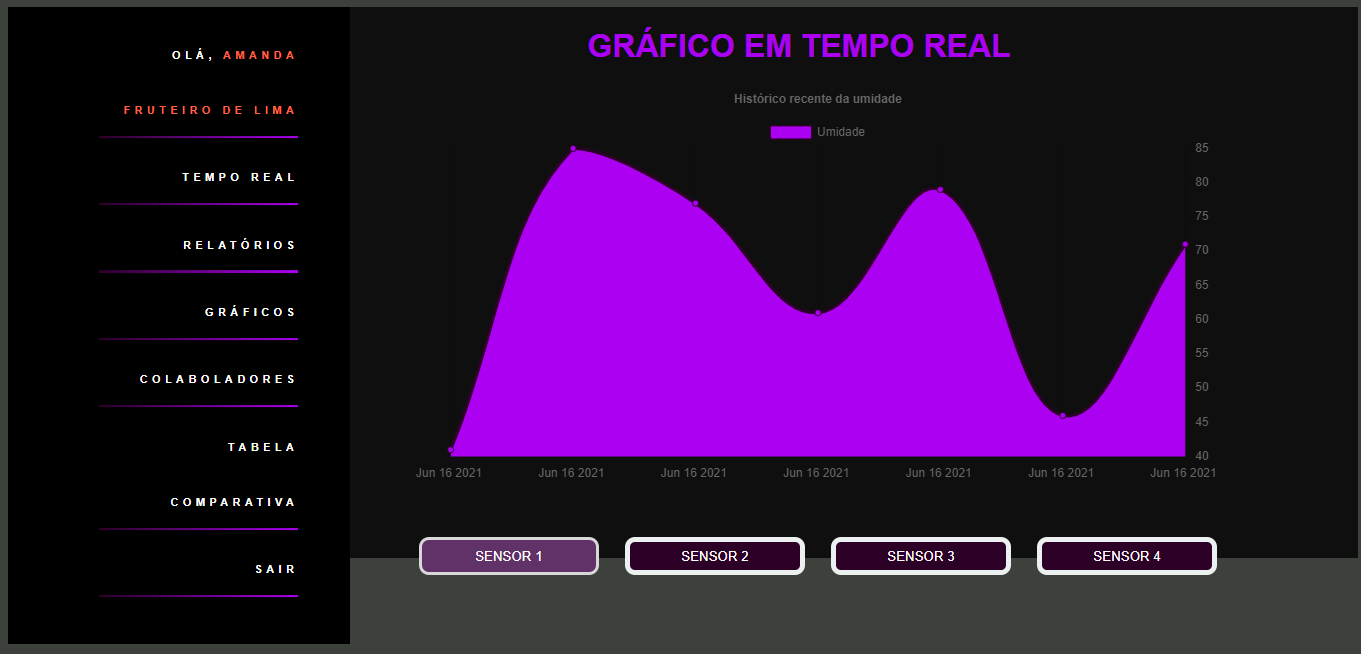 OLÁ, AMANDA
FRUTEIRO DE LIMA
TEMPO REAL
RELATÓRIOS
GRÁFICOS
COLABOLADORES
TABELA
COMPARATIVA
SAIR
GRÁFICO EM TEMPO REAL
Histórico recente da umidade
Umidade
85
80
75
70
65
60
55
50
45
40
Jun 16 2021 Jun 16 2021 Jun 16 2021 Jun 16 2021 Jun 16 2021 Jun 16 2021 Jun 16 2021
SENSOR 1 SENSOR 2 SENSOR 3 SENSOR 4